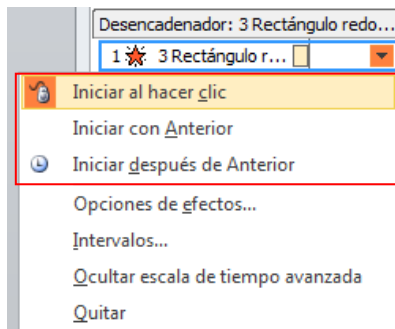 Desencadenador: 3 Rectángulo redo...
1 3 Rectángulo r...
Iniciar al hacer clic
Iniciar con Anterior
Iniciar después de Anterior
Opciones de efectos...
Intervalos...
Ocultar escala de tiempo avanzada
Quitar